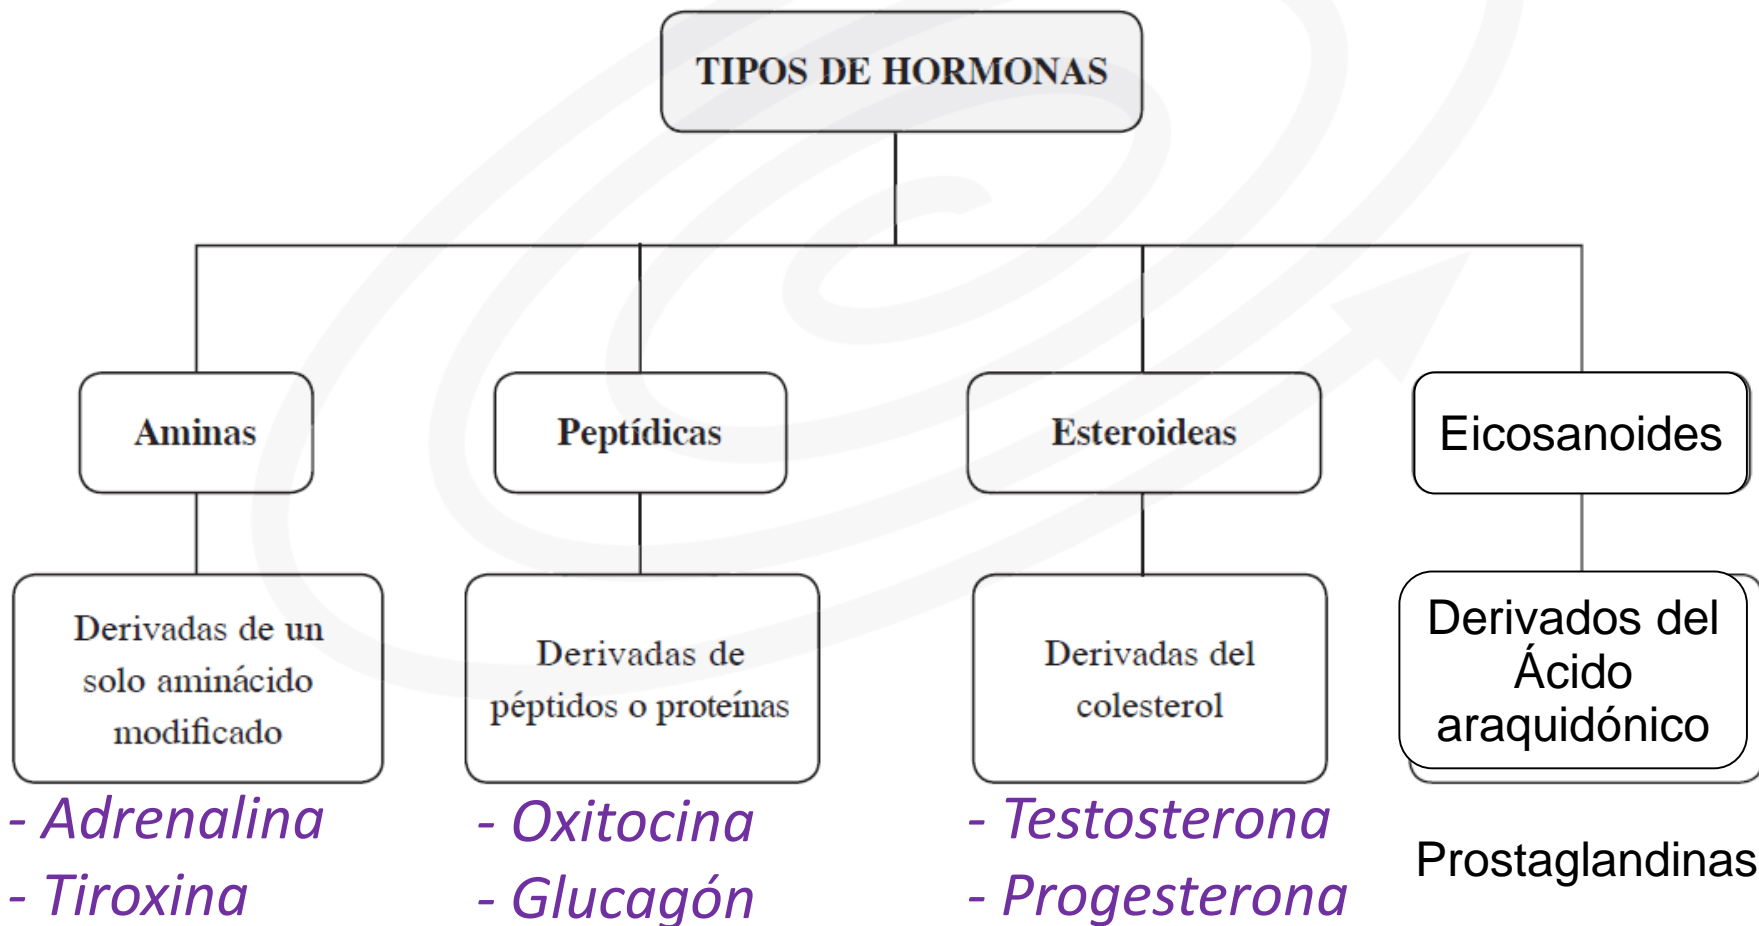 TIPOS DE HORMONAS
Aminas
Peptídicas
Esteroideas
Eicosanoides
Derivadas de un
solo aminácido
modificado
Derivadas de
péptidos o proteínas
Derivadas del
colesterol
Derivados del
Ácido
araquidónico
- Adrenalina
- Tiroxina
- Oxitocina
- Glucagón
- Testosterona
- Progesterona
Prostaglandinas